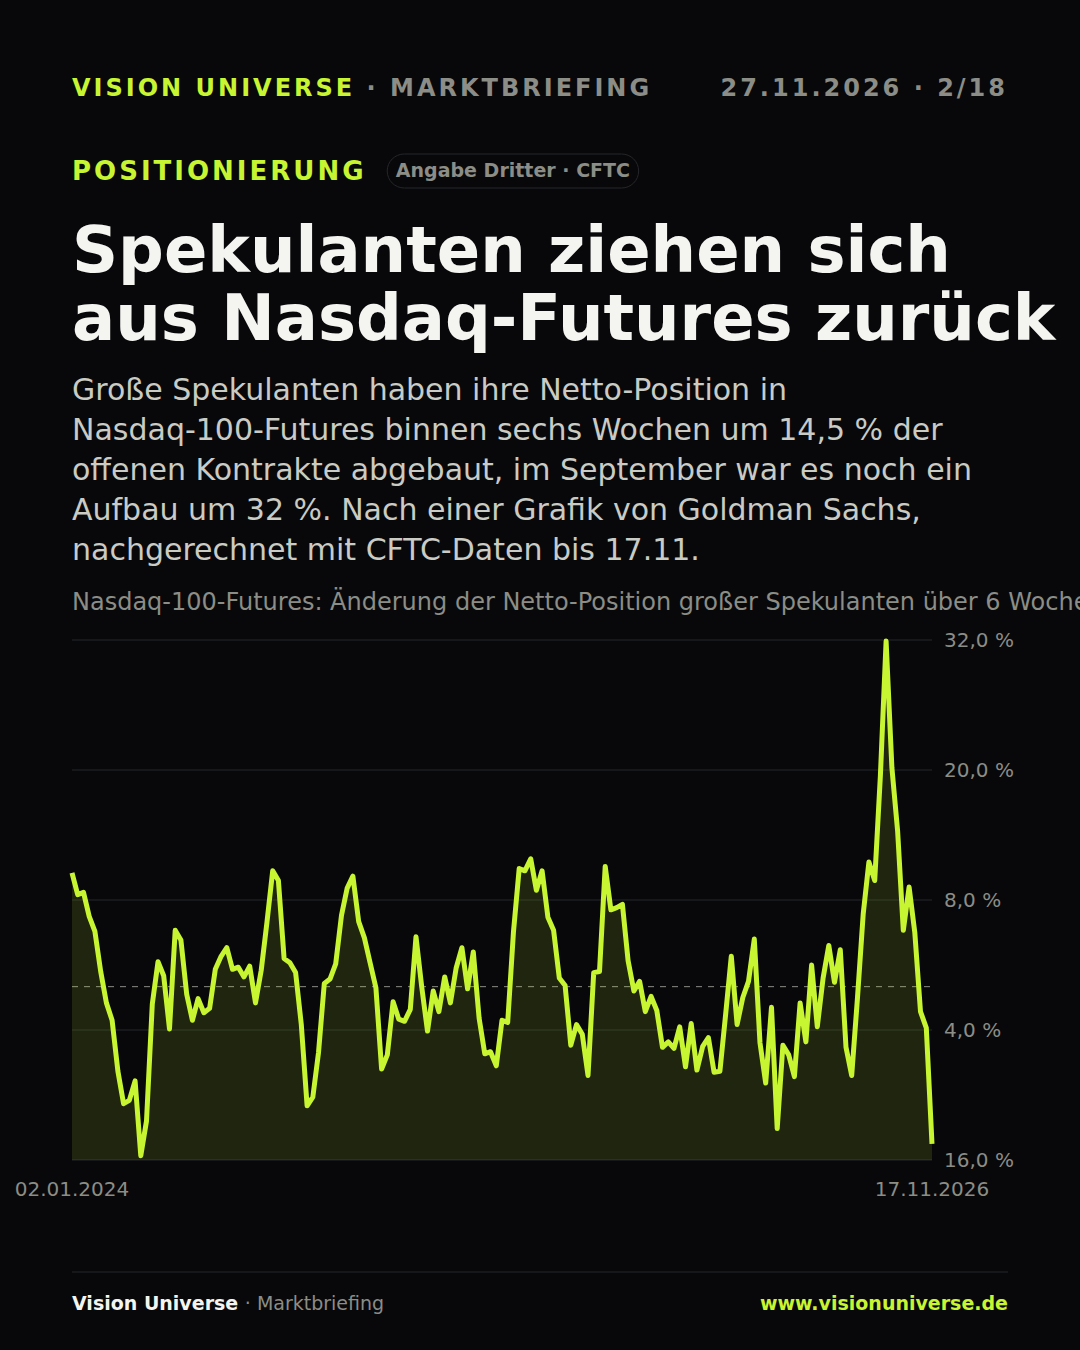 VISION UNIVERSE · MARKTBRIEFING
27.11.2026 · 2/18
POSITIONIERUNG
Angabe Dritter · CFTC
Spekulanten ziehen sich
aus Nasdaq-Futures zurück
Große Spekulanten haben ihre Netto-Position in
Nasdaq-100-Futures binnen sechs Wochen um 14,5 % der
offenen Kontrakte abgebaut, im September war es noch ein
Aufbau um 32 %. Nach einer Grafik von Goldman Sachs,
nachgerechnet mit CFTC-Daten bis 17.11.
Nasdaq-100-Futures: Änderung der Netto-Position großer Spekulanten über 6 Woche
32,0 %
20,0 %
8,0 %
4,0 %
16,0 %
02.01.2024
17.11.2026
Vision Universe · Marktbriefing
www.visionuniverse.de